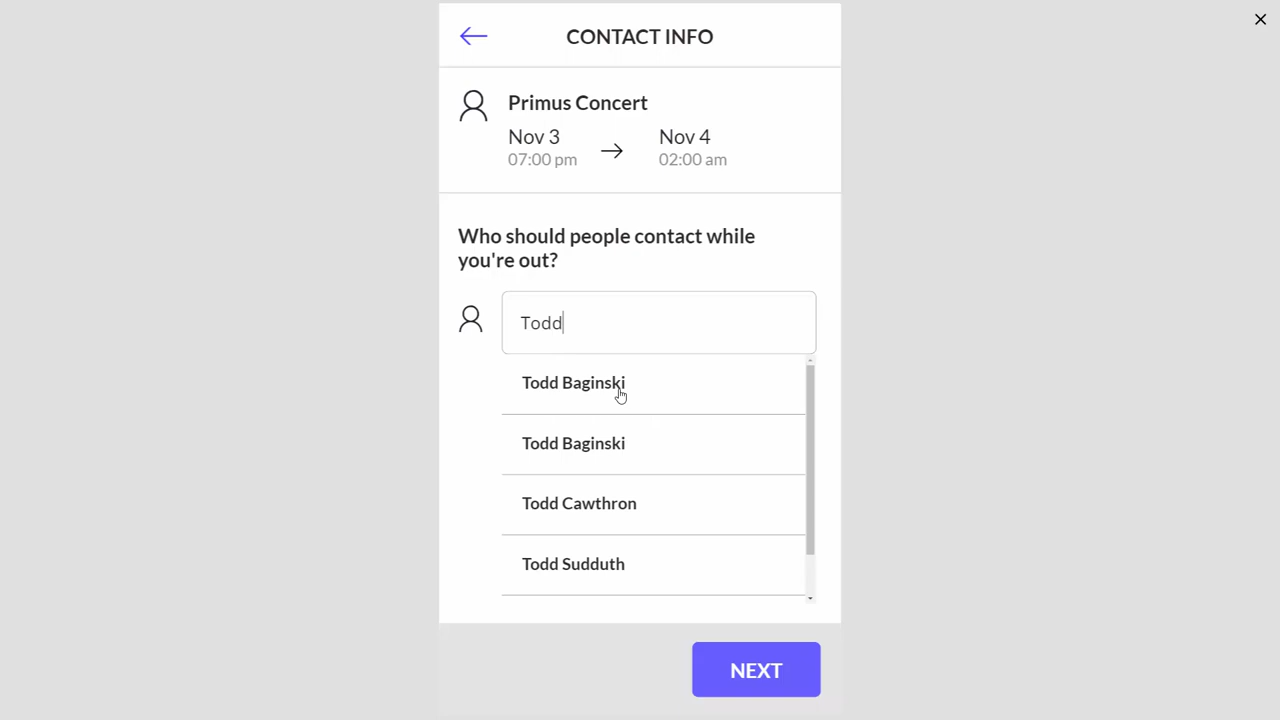 CONTACT INFO
Primus Concert
Nov 3
07:00 pm
Nov 4
02:00 am
Who should people contact while
you're out?
Todd
Todd Baginski
Todd Baginski
Todd Cawthron
Todd Sudduth
NEXT